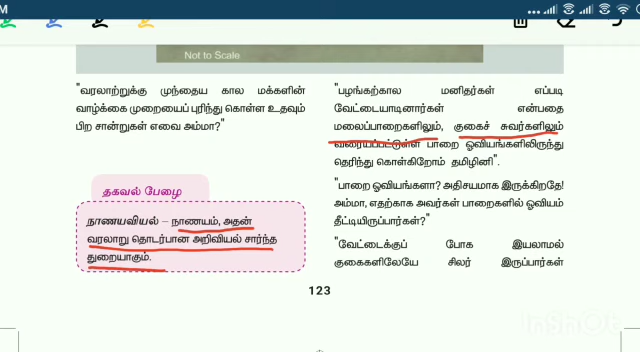 M
Not to Scale
"வரலாற்றுக்கு முந்தைய கால மக்களின்
வாழ்க்கை முறையைப் புரிந்து கொள்ள உதவும்
பிற சான்றுகள் எவை அம்மா?"
தகவல் பேழை
நாணயவியல் – நாணயம், அதன்
வரலாறு தொடர்பான அறிவியல் சார்ந்த
துறையாகும்.
"பழங்கற்கால மனிதர்கள் எப்படி
வேட்டையாடினார்கள் என்பதை
மலைப்பாறைகளிலும், குகைச் சுவர்களிலும்
வரையப்பட்டுள்ள பாறை ஓவியங்களிலிருந்து
தெரிந்து கொள்கிறோம் தமிழினி".
"பாறை ஓவியங்களா? அதிசயமாக இருக்கிறதே!
அம்மா, எதற்காக அவர்கள் பாறைகளில் ஓவியம்
தீட்டியிருப்பார்கள்?"
"வேட்டைக்குப் போக இயலாமல்
குகைகளிலேயே சிலர் இருப்பார்கள்
123
InShOt